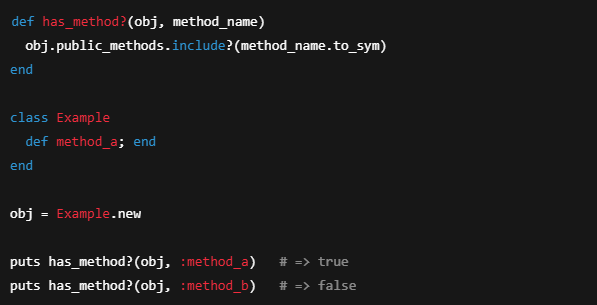 def has_method?(obj, method_name)
  obj.public_methods.include?(method_name.to_sym)
end

class Example
  def method_a; end
end

obj = Example.new

puts has_method?(obj, :method_a)   # => true
puts has_method?(obj, :method_b)   # => false